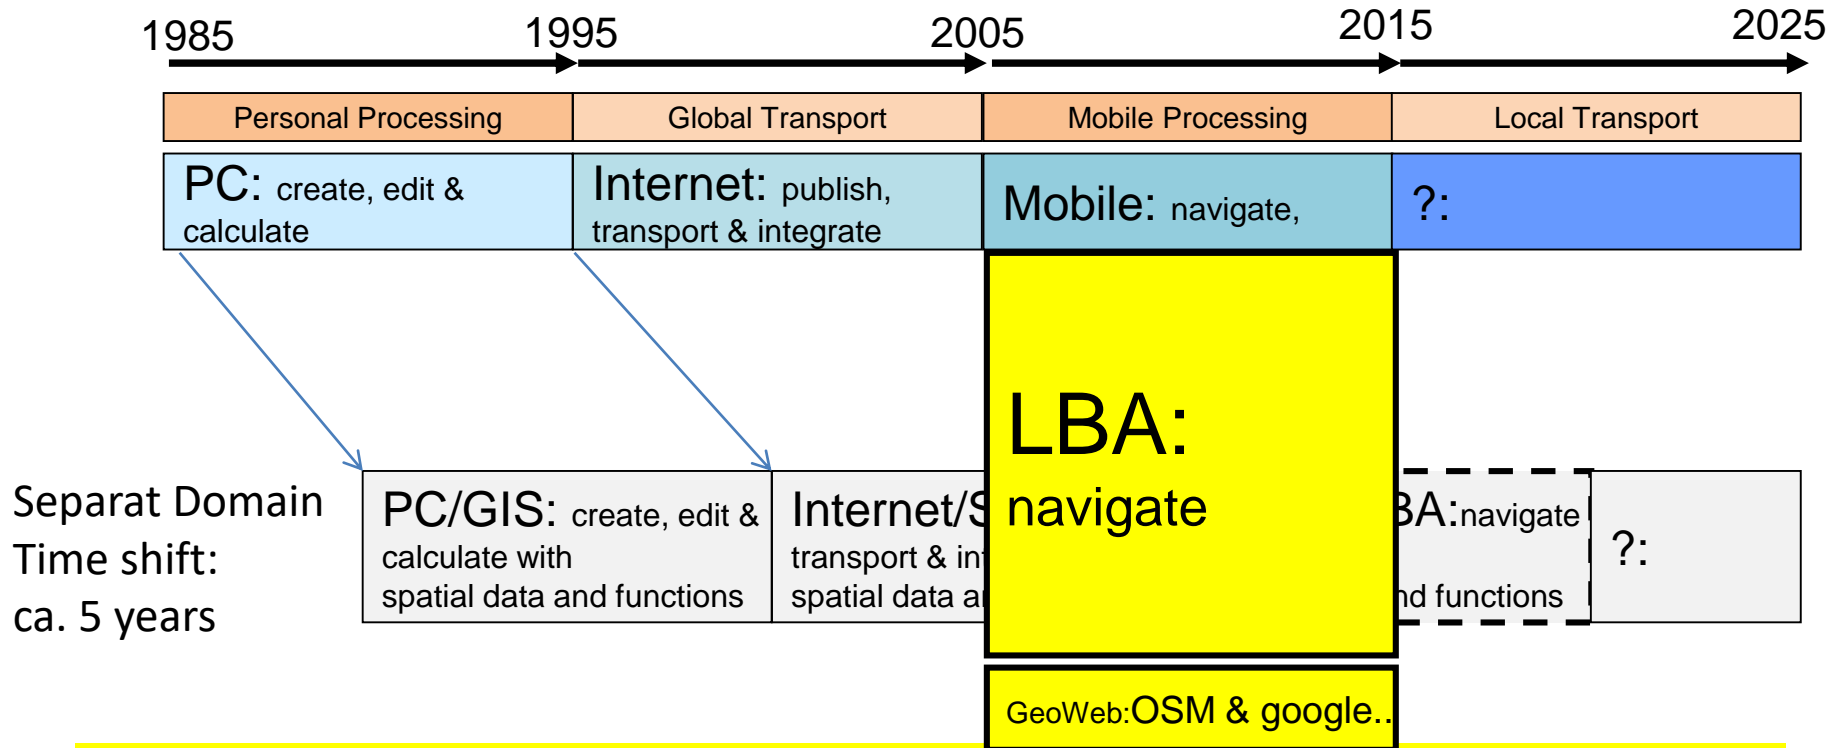 1985 1995 2005 2015 2025
Personal Processing Global Transport Mobile Processing Local Transport
PC: create, edit &
calculate
Internet: publish,
transport & integrate
Mobile: navigate,
?:
LBA:
navigate
Separat Domain
Time shift:
ca. 5 years
PC/GIS: create, edit &
calculate with
spatial data and functions
Internet/S
transport & in
spatial data a
BA:navigate
nd functions
?:
GeoWeb:OSM & google..